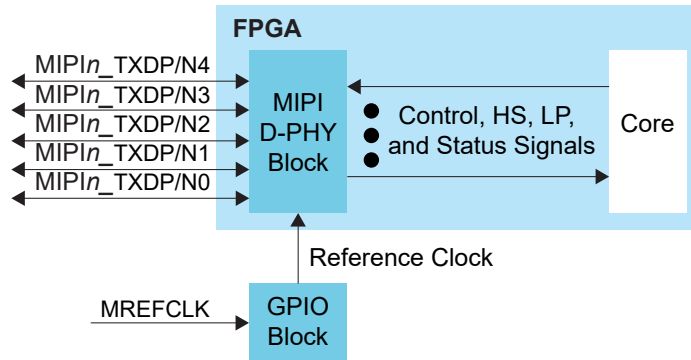 FPGA
MIPIn_TXDP/N4
MIPIn_TXDP/N3
MIPIn_TXDP/N2
MIPIn_TXDP/N1
MIPIn_TXDP/N0
MIPI
D-PHY
Block
Control, HS, LP,
and Status Signals
Core
Reference Clock
MREFCLK
GPIO
Block